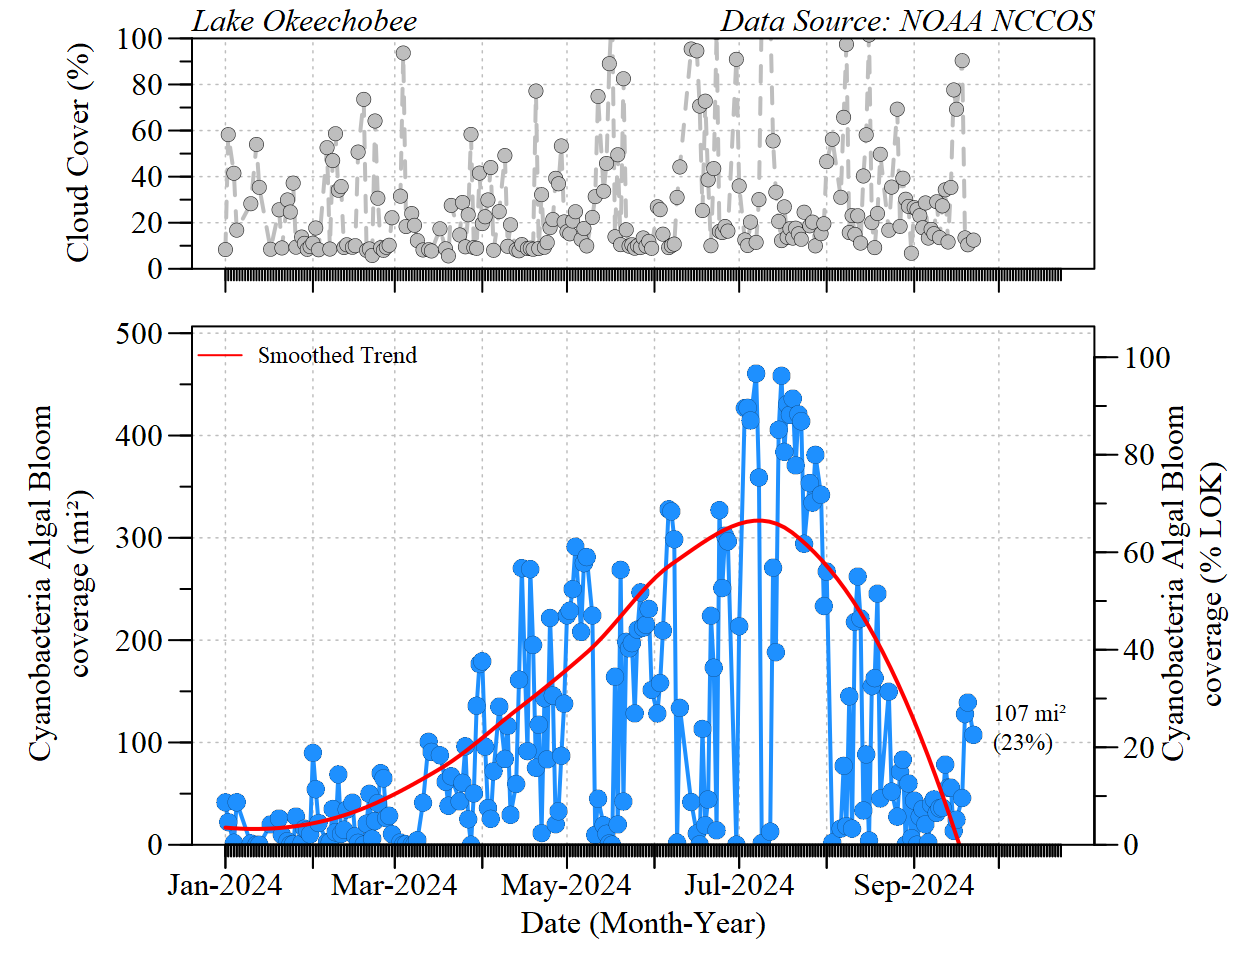 Lake Okeechobee
Data Source: NOAA NCCOS
Cloud Cover (%)
100
80
60
40
20
0
Cyanobacteria Algal Bloom
coverage (mi²)
500
400
300
200
100
0
Smoothed Trend
107 mi²
(23%)
100
80
60
40
20
0
Cyanobacteria Algal Bloom
coverage (% LOK)
Jan-2024
Mar-2024
May-2024
Jul-2024
Sep-2024
Date (Month-Year)